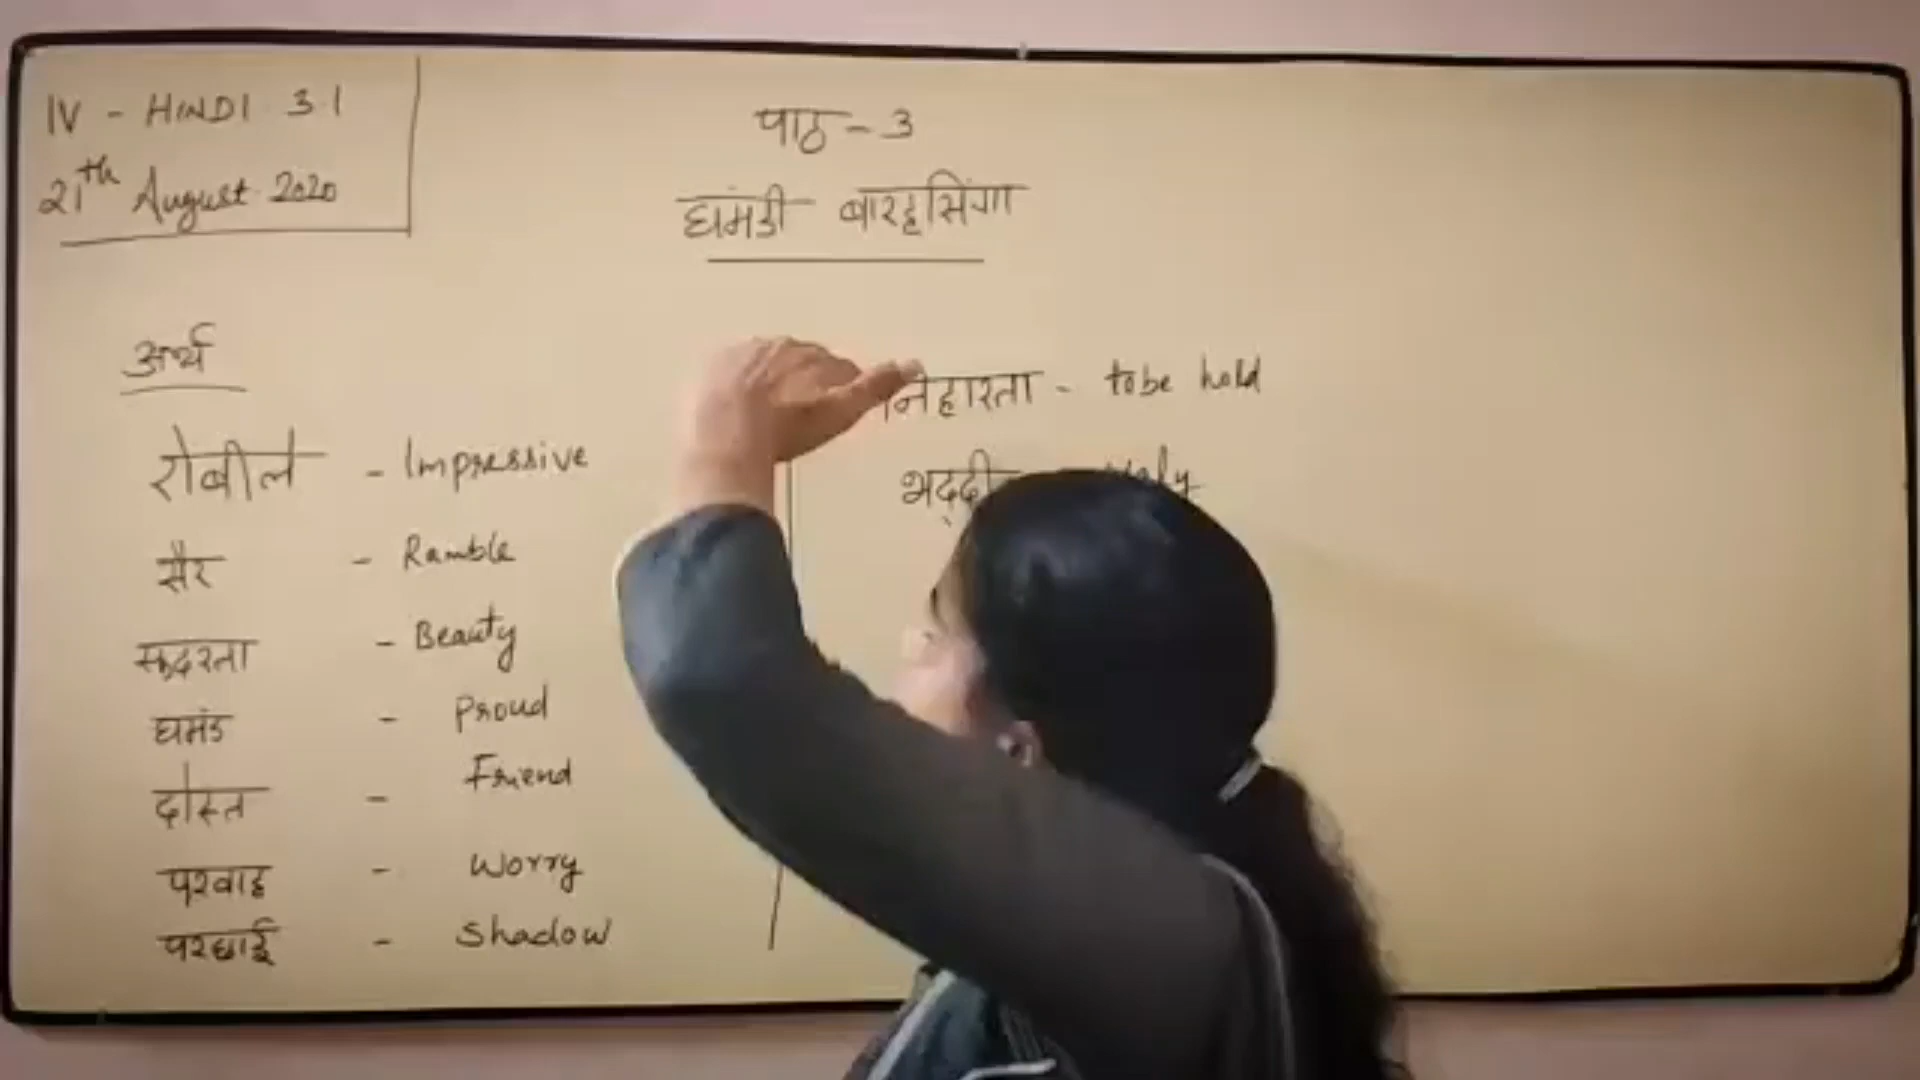 IV - HINDI 3.1
21th August 2020
पाठ - 3
घमंडी बारहसिंगा
अर्थ
रोबीले - Impressive
सैर - Ramble
सुन्दरता - Beauty
घमंड - Proud
दोस्त - Friend
परवाह - Worry
परछाई - Shadow
निहारता - tobe hold
भद्दी